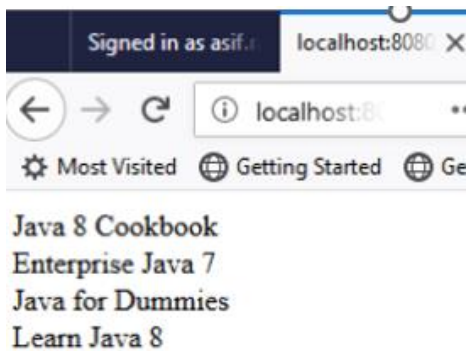 Signed in as asif.
localhost:8080
localhost:8
Most Visited Getting Started Ge
Java 8 Cookbook
Enterprise Java 7
Java for Dummies
Learn Java 8